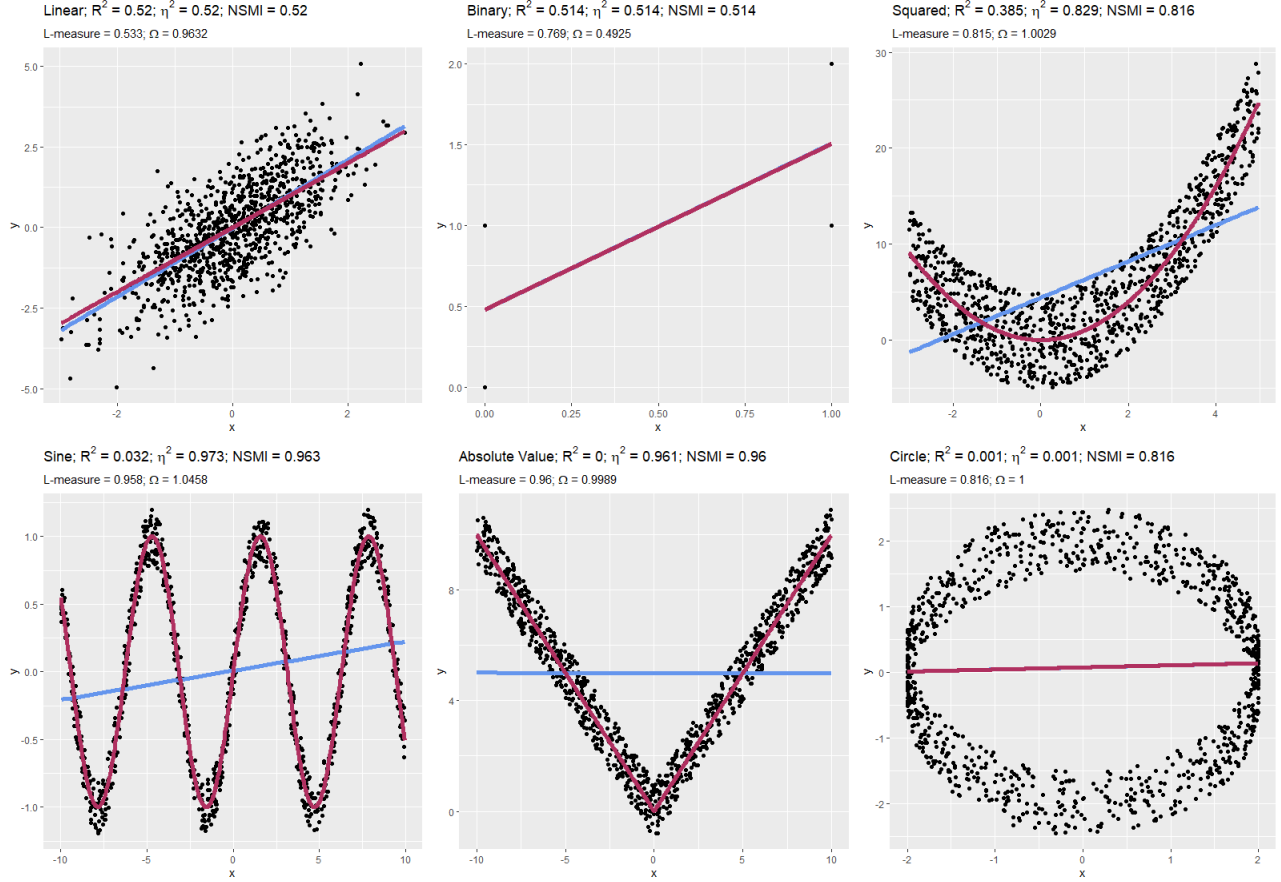 Linear; R² = 0.52; η² = 0.52; NSMI = 0.52
L-measure = 0.533; Ω = 0.9632
5.0
2.5
0.0
-2.5
-5.0
y
-2
0
2
x
Binary; R² = 0.514; η² = 0.514; NSMI = 0.514
L-measure = 0.769; Ω = 0.4925
2.0
1.5
1.0
0.5
0.0
y
0.00
0.25
0.50
0.75
1.00
x
Squared; R² = 0.385; η² = 0.829; NSMI = 0.816
L-measure = 0.815; Ω = 1.0029
30
20
10
0
y
-2
0
2
4
x
Sine; R² = 0.032; η² = 0.973; NSMI = 0.963
L-measure = 0.958; Ω = 1.0458
1.0
0.5
0.0
-0.5
-1.0
y
-10
-5
0
5
10
x
Absolute Value; R² = 0; η² = 0.961; NSMI = 0.96
L-measure = 0.96; Ω = 0.9989
8
4
0
y
-10
-5
0
5
10
x
Circle; R² = 0.001; η² = 0.001; NSMI = 0.816
L-measure = 0.816; Ω = 1
2
1
0
-1
-2
y
-2
-1
0
1
2
x